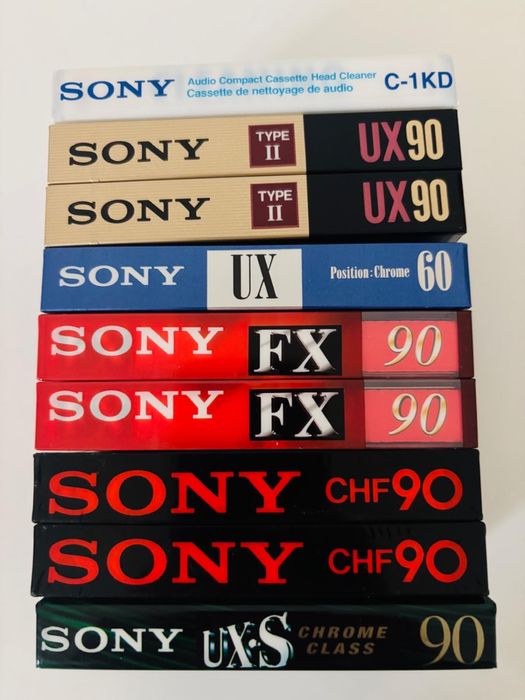 SONY Audio Compact Cassette Head Cleaner C-1KD
Cassette de nettoyage de audio
SONY TYPE II UX90
SONY TYPE II UX90
SONY UX Position: Chrome 60
SONY FX 90
SONY FX 90
SONY CHF90
SONY CHF90
SONY UX·S CHROME CLASS 90